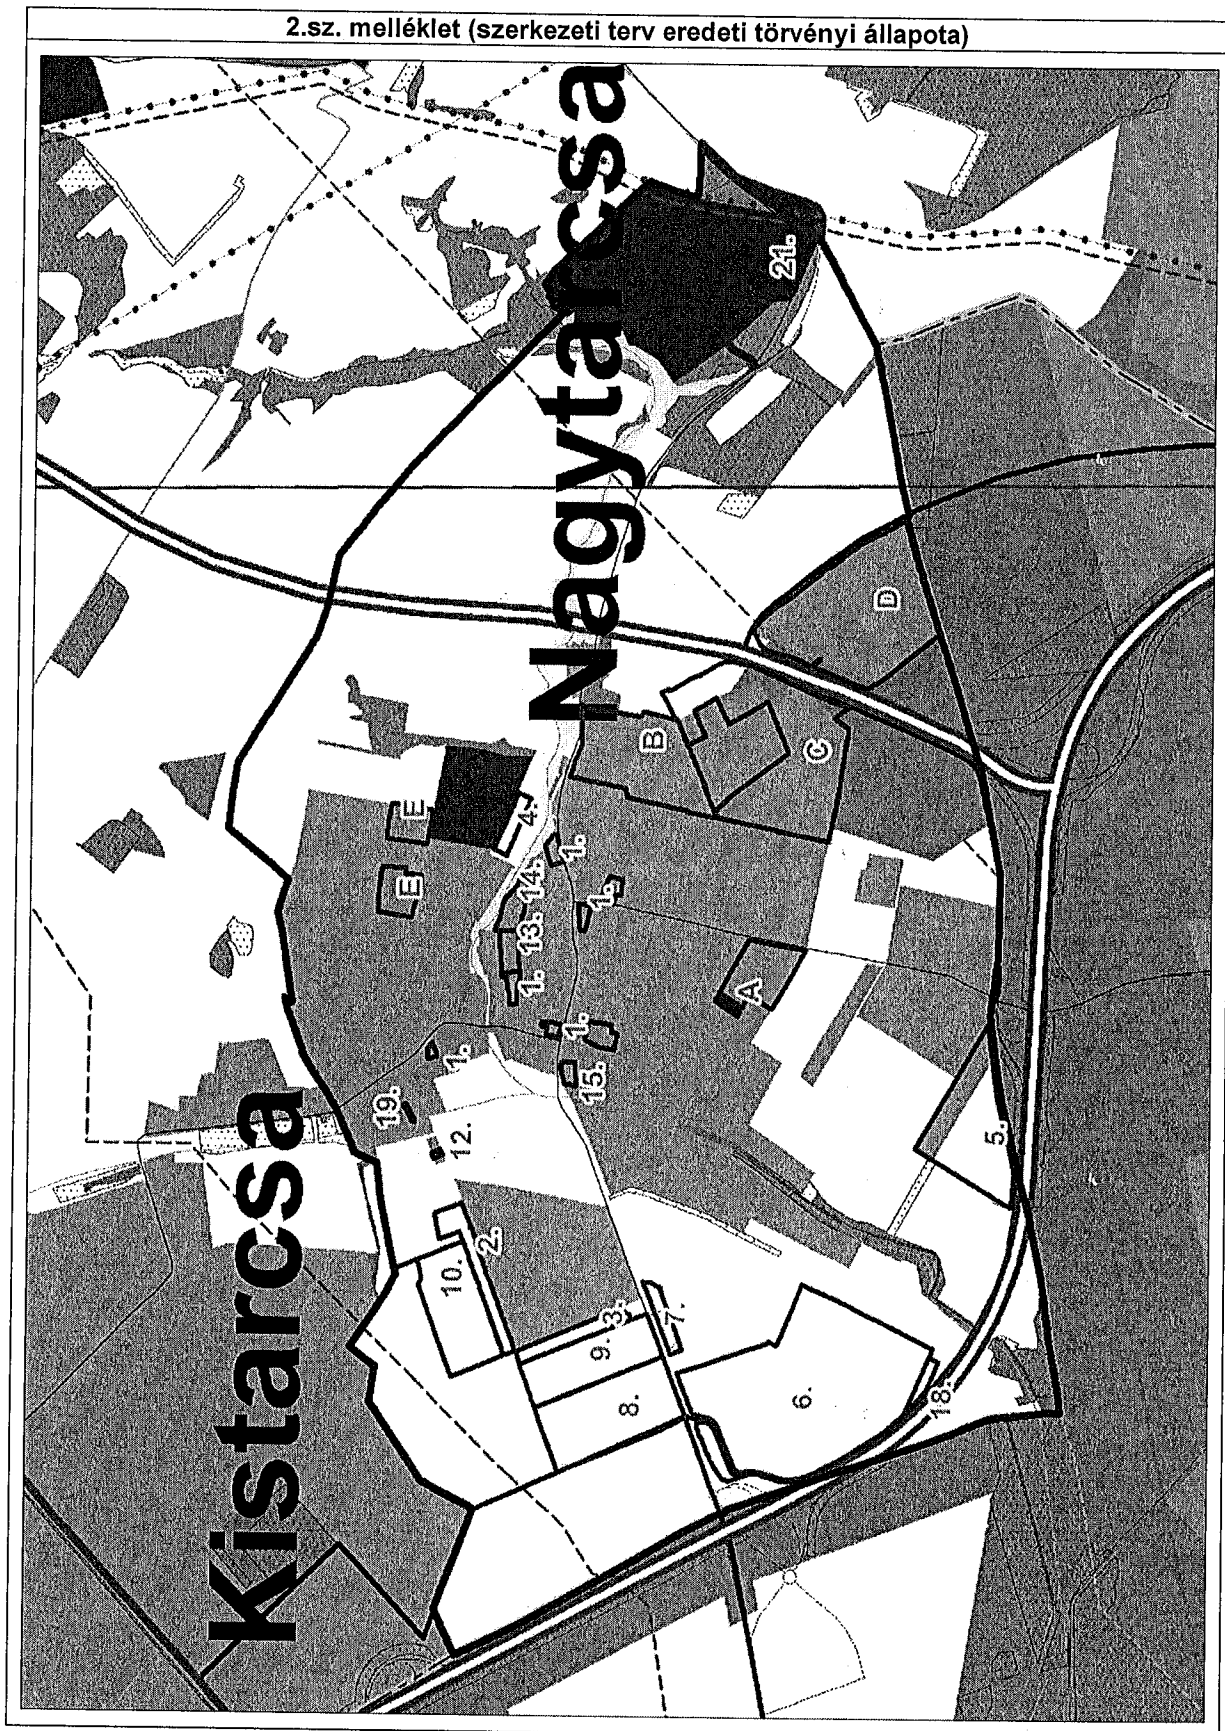 2.sz. melléklet (szerkezeti terv eredeti törvényi állapota)
Kistarcsa
Nagytarcsa
21.
D
B
C
E
E
4.
1.
14.
1.
13.
1.
A
1.
1.
15.
19.
12.
5.
2.
10.
3.
7.
9.
8.
6.
18.